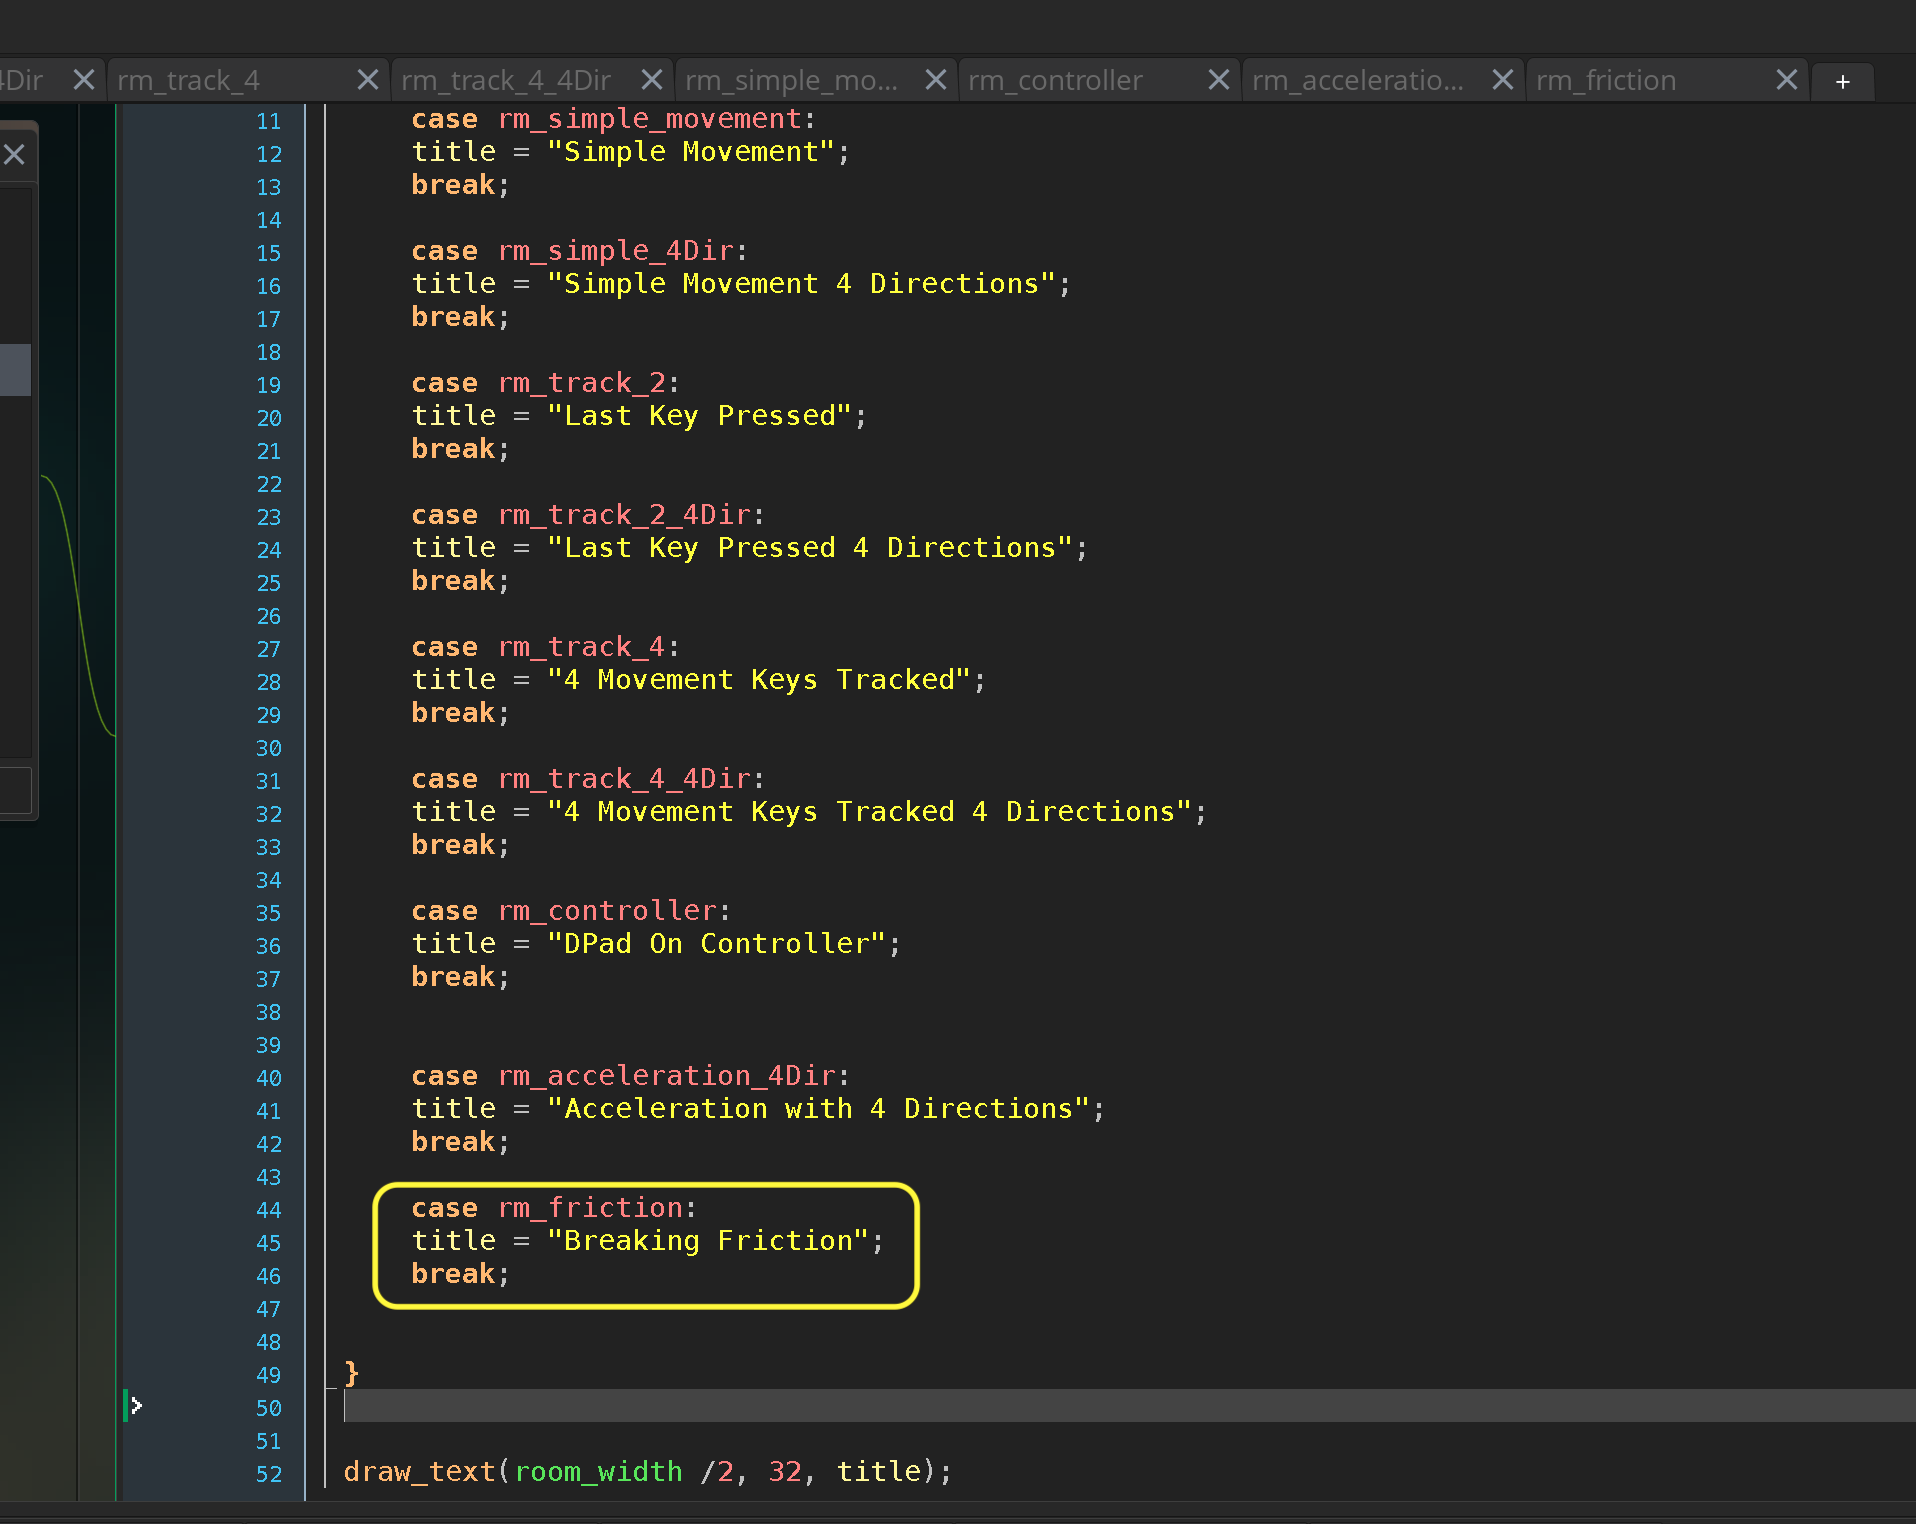 4Dir rm_track_4 rm_track_4_4Dir rm_simple_mo... rm_controller rm_acceleratio... rm_friction +
11 case rm_simple_movement:
12 title = "Simple Movement";
13 break;
14
15 case rm_simple_4Dir:
16 title = "Simple Movement 4 Directions";
17 break;
18
19 case rm_track_2:
20 title = "Last Key Pressed";
21 break;
22
23 case rm_track_2_4Dir:
24 title = "Last Key Pressed 4 Directions";
25 break;
26
27 case rm_track_4:
28 title = "4 Movement Keys Tracked";
29 break;
30
31 case rm_track_4_4Dir:
32 title = "4 Movement Keys Tracked 4 Directions";
33 break;
34
35 case rm_controller:
36 title = "DPad On Controller";
37 break;
38
39
40 case rm_acceleration_4Dir:
41 title = "Acceleration with 4 Directions";
42 break;
43
44 case rm_friction:
45 title = "Breaking Friction";
46 break;
47
48
49 }
50
51
52 draw_text(room_width /2, 32, title);